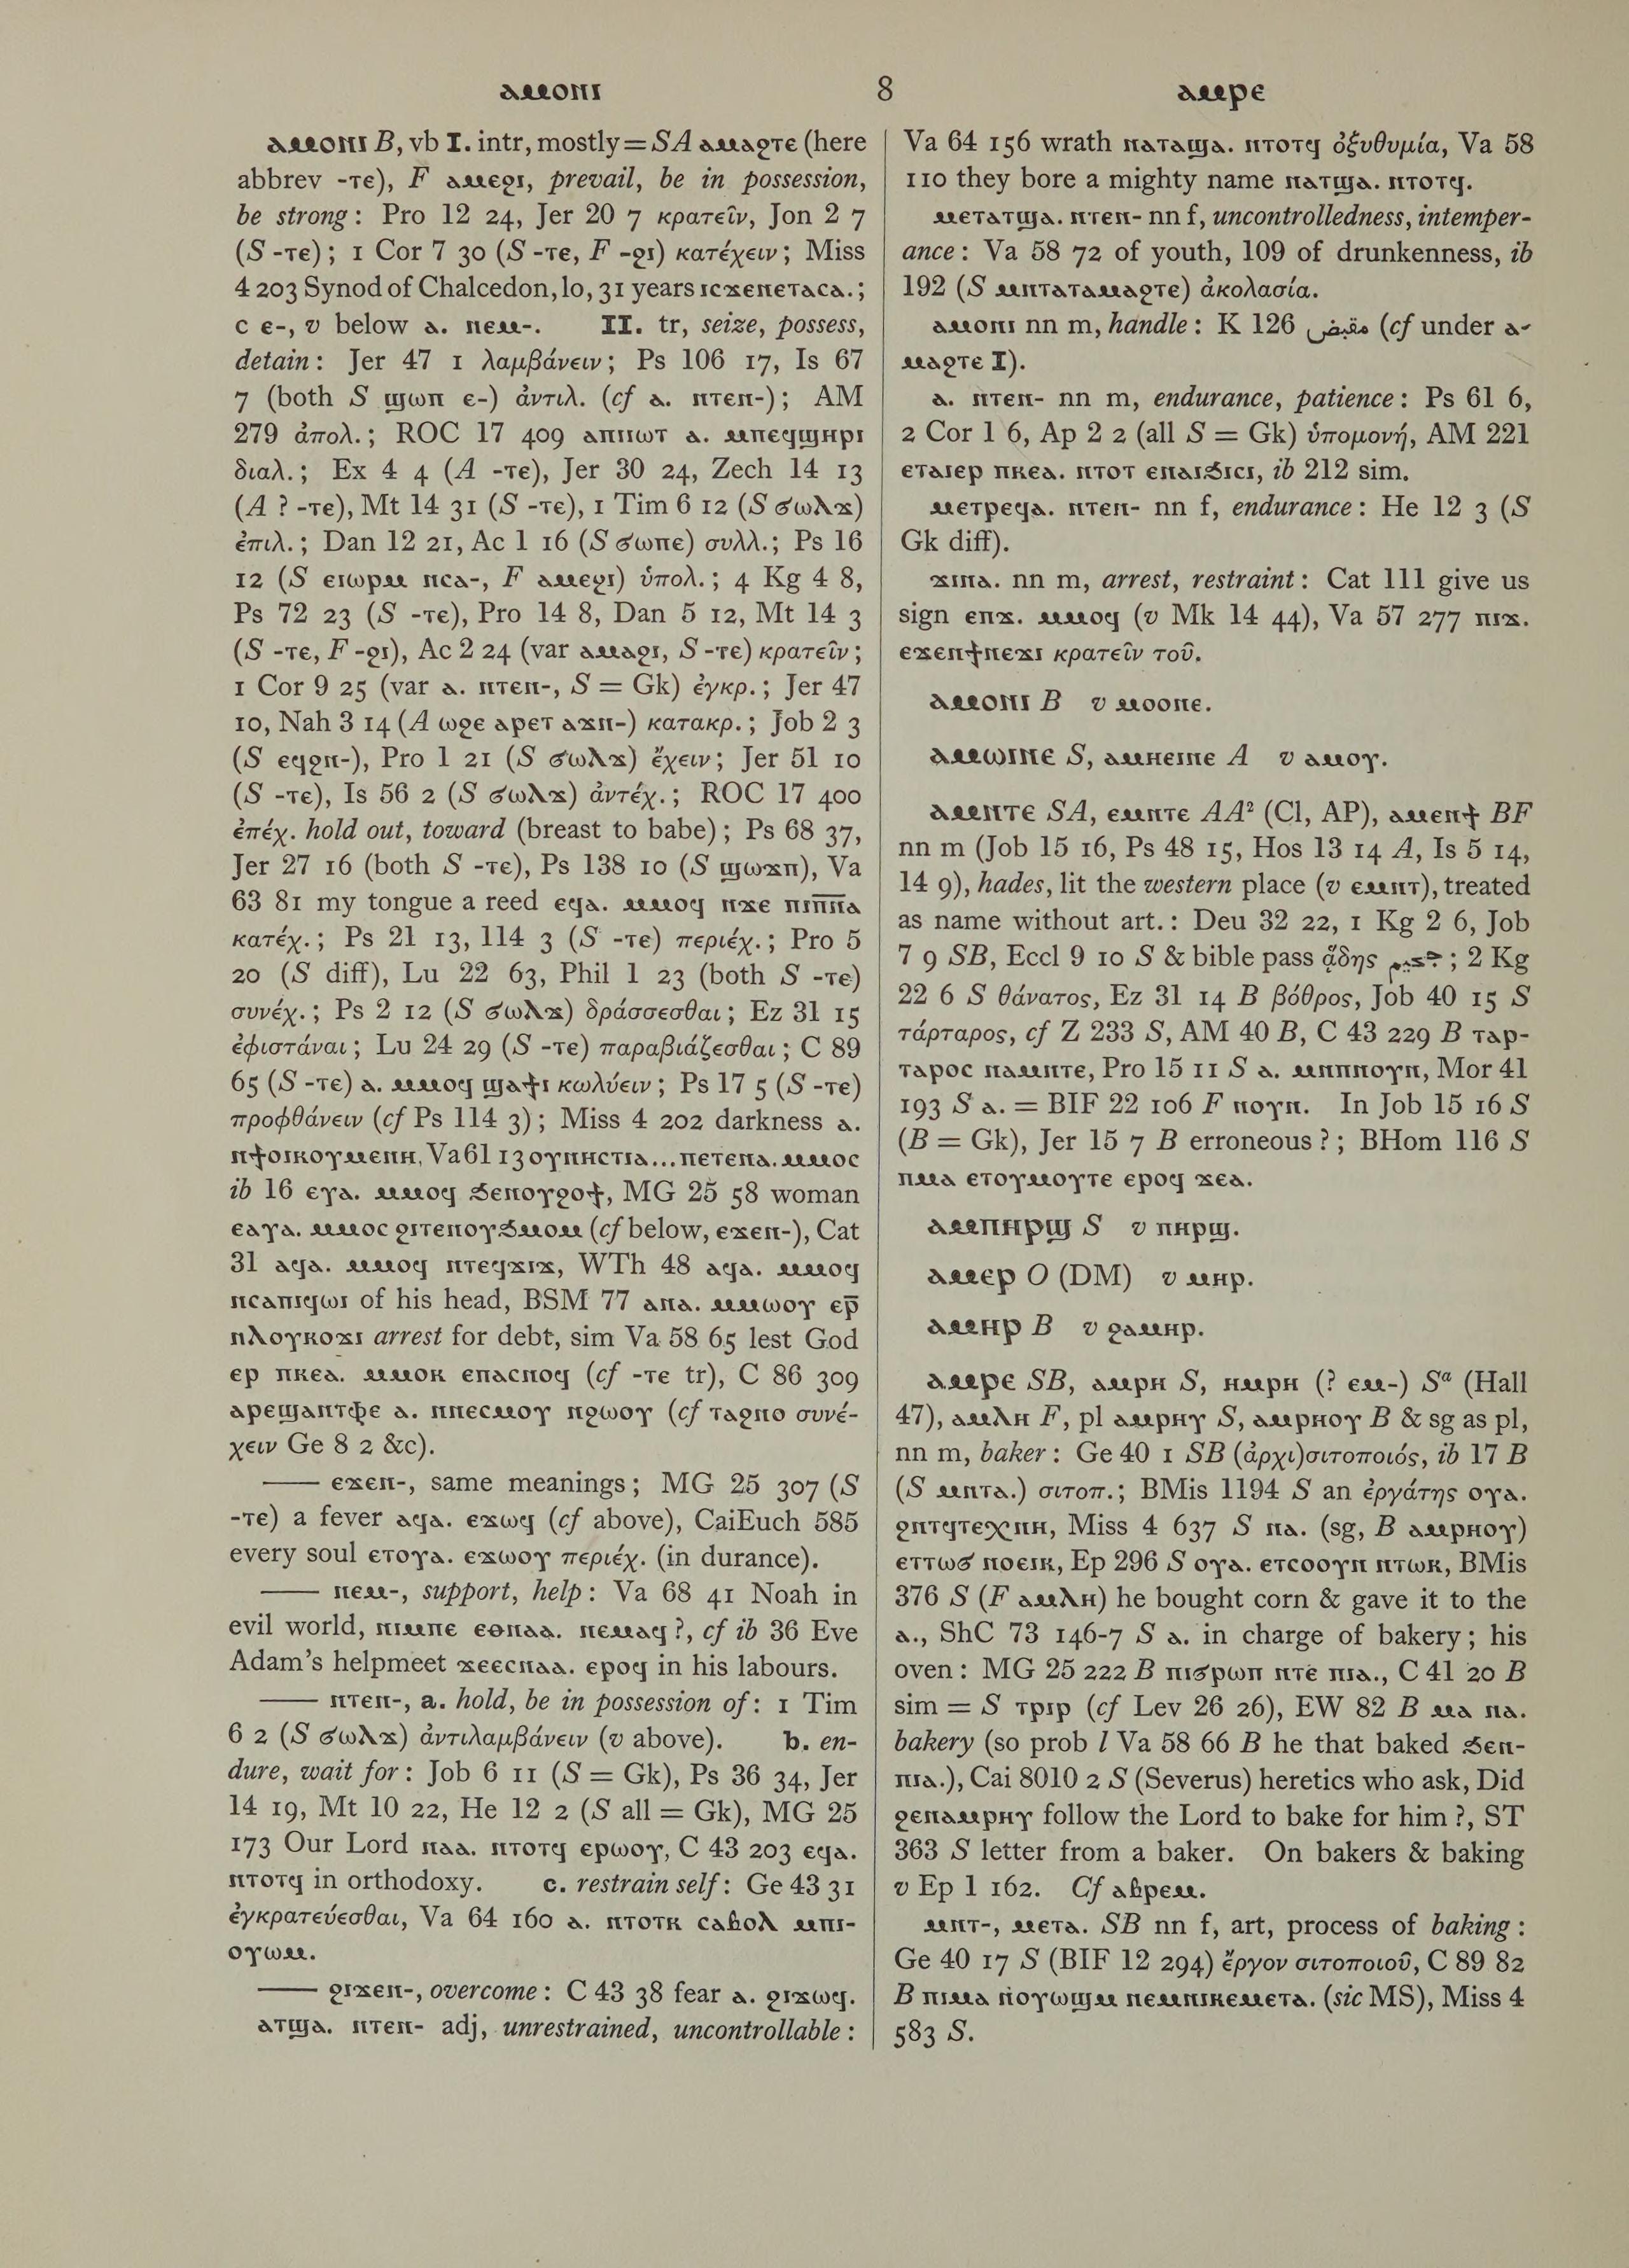 ⲁⲙⲟⲛⲓ 8 ⲁⲙⲣⲉ
ⲁⲙⲟⲛⲓ B, vb I. intr, mostly = SA ⲁⲙⲁϩⲧⲉ (here
abbrev -ⲧⲉ), F ⲁⲙⲉϩⲓ, prevail, be in possession,
be strong: Pro 12 24, Jer 20 7 κρατεῖν, Jon 2 7
(S -ⲧⲉ); 1 Cor 7 30 (S -ⲧⲉ, F -ϩⲓ) κατέχειν; Miss
4 203 Synod of Chalcedon, lo, 31 years ⲓⲥϫⲉⲛⲉⲧⲁⲥⲁ.;
c ⲉ-, v below ⲁ. ⲛⲉⲙ-. II. tr, seize, possess,
detain: Jer 47 1 λαμβάνειν; Ps 106 17, Is 67
7 (both S ϣⲱⲡ ⲉ-) ἀντιλ. (cf ⲁ. ⲛⲧⲉⲛ-); AM
279 ἀπολ.; ROC 17 409 ⲁⲡⲓⲱⲧ ⲁ. ⲙⲡⲉϥϣⲏⲣⲓ
διαλ.; Ex 4 4 (A -ⲧⲉ), Jer 30 24, Zech 14 13
(A ? -ⲧⲉ), Mt 14 31 (S -ⲧⲉ), 1 Tim 6 12 (S ϭⲱⲗϫ)
ἐπιλ.; Dan 12 21, Ac 1 16 (S ϭⲱⲡⲉ) συλλ.; Ps 16
12 (S ⲉⲓⲱⲣⲙ ⲛⲥⲁ-, F ⲁⲙⲉϩⲓ) ὑπολ.; 4 Kg 4 8,
Ps 72 23 (S -ⲧⲉ), Pro 14 8, Dan 5 12, Mt 14 3
(S -ⲧⲉ, F -ϩⲓ), Ac 2 24 (var ⲁⲙⲁϩⲓ, S -ⲧⲉ) κρατεῖν;
1 Cor 9 25 (var ⲁ. ⲛⲧⲉⲛ-, S = Gk) ἐγκρ.; Jer 47
10, Nah 3 14 (A ⲱϩⲉ ⲁⲣⲉⲧ ⲁϫⲛ-) κατακρ.; Job 2 3
(S ⲉϥϩⲛ-), Pro 1 21 (S ϭⲱⲗϫ) ἔχειν; Jer 51 10
(S -ⲧⲉ), Is 56 2 (S ϭⲱⲗϫ) ἀντέχ.; ROC 17 400
ἐπέχ. hold out, toward (breast to babe); Ps 68 37,
Jer 27 16 (both S -ⲧⲉ), Ps 138 10 (S ϣⲱϫⲡ), Va
63 81 my tongue a reed ⲉϥⲁ. ⲙⲙⲟϥ ⲛϫⲉ ⲡⲓⲡ̅ⲛ̅ⲁ̅
κατέχ.; Ps 21 13, 114 3 (S -ⲧⲉ) περιέχ.; Pro 5
20 (S diff), Lu 22 63, Phil 1 23 (both S -ⲧⲉ)
συνέχ.; Ps 2 12 (S ϭⲱⲗϫ) δράσσεσθαι; Ez 31 15
ἐφιστάναι; Lu 24 29 (S -ⲧⲉ) παραβιάζεσθαι; C 89
65 (S -ⲧⲉ) ⲁ. ⲙⲙⲟϥ ϣⲁϯⲓ κωλύειν; Ps 17 5 (S -ⲧⲉ)
προφθάνειν (cf Ps 114 3); Miss 4 202 darkness ⲁ.
ⲛϯⲟⲓⲕⲟⲩⲙⲉⲛⲏ, Va 61 13 ⲟⲩⲛⲏⲥⲧⲓⲁ...ⲡⲉⲧⲉⲛⲁ. ⲙⲙⲟⲥ
ib 16 ⲉⲩⲁ. ⲙⲙⲟϥ ϧⲉⲛⲟⲩϩⲟϯ, MG 25 58 woman
ⲉⲁⲩⲁ. ⲙⲙⲟⲥ ϩⲓⲧⲉⲛⲟⲩϧⲙⲟⲙ (cf below, ⲉϫⲉⲛ-), Cat
31 ⲁϥⲁ. ⲙⲙⲟϥ ⲛⲧⲉϥϫⲓϫ, WTh 48 ⲁϥⲁ. ⲙⲙⲟϥ
ⲛⲥⲁⲡⲓϥⲱⲓ of his head, BSM 77 ⲁⲛⲁ. ⲙⲙⲱⲟⲩ ⲉⲣ̅
ⲛⲗⲟⲩⲕⲟϫⲓ arrest for debt, sim Va 58 65 lest God
ⲉⲣ ⲡⲕⲉⲁ. ⲙⲙⲟⲕ ⲉⲡⲁⲥⲛⲟϥ (cf -ⲧⲉ tr), C 86 309
ⲁⲣⲉϣⲁⲛⲧⲫⲉ ⲁ. ⲛⲛⲉⲥⲙⲟⲩ ⲛϩⲱⲟⲩ (cf ⲧⲁϩⲛⲟ συνέ-
χειν Ge 8 2 &c).
—— ⲉϫⲉⲛ-, same meanings; MG 25 307 (S
-ⲧⲉ) a fever ⲁϥⲁ. ⲉϫⲱϥ (cf above), CaiEuch 585
every soul ⲉⲧⲟⲩⲁ. ⲉϫⲱⲟⲩ περιέχ. (in durance).
—— ⲛⲉⲙ-, support, help: Va 68 41 Noah in
evil world, ⲛⲓⲙⲡⲉ ⲉⲑⲛⲁⲁ. ⲛⲉⲙⲁϥ ?, cf ib 36 Eve
Adam's helpmeet ϫⲉⲉⲥⲛⲁⲁ. ⲉⲣⲟϥ in his labours.
—— ⲛⲧⲉⲛ-, a. hold, be in possession of: 1 Tim
6 2 (S ϭⲱⲗϫ) ἀντιλαμβάνειν (v above). b. en-
dure, wait for: Job 6 11 (S = Gk), Ps 36 34, Jer
14 19, Mt 10 22, He 12 2 (S all = Gk), MG 25
173 Our Lord ⲛⲁⲁ. ⲛⲧⲟⲧϥ ⲉⲣⲱⲟⲩ, C 43 203 ⲉϥⲁ.
ⲛⲧⲟⲧϥ in orthodoxy. c. restrain self: Ge 43 31
ἐγκρατεύεσθαι, Va 64 160 ⲁ. ⲛⲧⲟⲧⲕ ⲥⲁⲃⲟⲗ ⲙⲡⲓ-
ⲟⲩⲱⲙ.
—— ϩⲓϫⲉⲛ-, overcome: C 43 38 fear ⲁ. ϩⲓϫⲱϥ.
ⲁⲧϣⲁ. ⲛⲧⲉⲛ- adj, unrestrained, uncontrollable:
Va 64 156 wrath ⲛⲁⲧⲁϣⲁ. ⲛⲧⲟⲧϥ ὀξυθυμία, Va 58
110 they bore a mighty name ⲛⲁⲧϣⲁ. ⲛⲧⲟⲧϥ.
ⲙⲉⲧⲁⲧϣⲁ. ⲛⲧⲉⲛ- nn f, uncontrolledness, intemper-
ance: Va 58 72 of youth, 109 of drunkenness, ib
192 (S ⲙⲛⲧⲁⲧⲁⲙⲁϩⲧⲉ) ἀκολασία.
ⲁⲙⲟⲛⲓ nn m, handle: K 126 مقبض (cf under ⲁ-
ⲙⲁϩⲧⲉ I).
ⲁ. ⲛⲧⲉⲛ- nn m, endurance, patience: Ps 61 6,
2 Cor 1 6, Ap 2 2 (all S = Gk) ὑπομονή, AM 221
ⲉⲧⲁⲓⲉⲣ ⲡⲕⲉⲁ. ⲛⲧⲟⲧ ⲉⲛⲁⲓϧⲓⲥⲓ, ib 212 sim.
ⲙⲉⲧⲣⲉϥⲁ. ⲛⲧⲉⲛ- nn f, endurance: He 12 3 (S
Gk diff).
ϫⲓⲛⲁ. nn m, arrest, restraint: Cat 111 give us
sign ⲉⲡϫ. ⲙⲙⲟϥ (v Mk 14 44), Va 57 277 ⲡⲓϫ.
ⲉϫⲉⲛϯⲛⲉϫⲓ κρατεῖν τοῦ.
ⲁⲙⲟⲛⲓ B v ⲙⲟⲟⲛⲉ.
ⲁⲙⲱⲓⲛⲉ S, ⲁⲙⲏⲉⲓⲛⲉ A v ⲁⲙⲟⲩ.
ⲁⲙⲛⲧⲉ SA, ⲉⲙⲛⲧⲉ AA² (Cl, AP), ⲁⲙⲉⲛϯ BF
nn m (Job 15 16, Ps 48 15, Hos 13 14 A, Is 5 14,
14 9), hades, lit the western place (v ⲉⲙⲛⲧ), treated
as name without art.: Deu 32 22, 1 Kg 2 6, Job
7 9 SB, Eccl 9 10 S & bible pass ᾅδης جحيم; 2 Kg
22 6 S θάνατος, Ez 31 14 B βόθρος, Job 40 15 S
τάρταρος, cf Z 233 S, AM 40 B, C 43 229 B ⲧⲁⲣ-
ⲧⲁⲣⲟⲥ ⲛⲁⲙⲛⲧⲉ, Pro 15 11 S ⲁ. ⲙⲛⲡⲛⲟⲩⲛ, Mor 41
193 S ⲁ. = BIF 22 106 F ⲛⲟⲩⲛ. In Job 15 16 S
(B = Gk), Jer 15 7 B erroneous ?; BHom 116 S
ⲡⲙⲁ ⲉⲧⲟⲩⲙⲟⲩⲧⲉ ⲉⲣⲟϥ ϫⲉⲁ.
ⲁⲙⲡⲏⲣϣ S v ⲡⲏⲣϣ.
ⲁⲙⲉⲣ O (DM) v ⲙⲏⲣ.
ⲁⲙⲏⲣ B v ϩⲁⲙⲏⲣ.
ⲁⲙⲣⲉ SB, ⲁⲙⲣⲏ S, ⲏⲙⲣⲏ (? ⲉⲙ-) Sᵃ (Hall
47), ⲁⲙⲗⲏ F, pl ⲁⲙⲣⲏⲩ S, ⲁⲙⲣⲏⲟⲩ B & sg as pl,
nn m, baker: Ge 40 1 SB (ἀρχι)σιτοποιός, ib 17 B
(S ⲙⲛⲧⲁ.) σιτοπ.; BMis 1194 S an ἐργάτης ⲟⲩⲁ.
ϩⲛⲧϥⲧⲉⲭⲛⲏ, Miss 4 637 S ⲛⲁ. (sg, B ⲁⲙⲣⲏⲟⲩ)
ⲉⲧⲧⲱϭ ⲛⲟⲉⲓⲕ, Ep 296 S ⲟⲩⲁ. ⲉⲧⲥⲟⲟⲩⲛ ⲛⲧⲱⲕ, BMis
376 S (F ⲁⲙⲗⲏ) he bought corn & gave it to the
ⲁ., ShC 73 146-7 S ⲁ. in charge of bakery; his
oven: MG 25 222 B ⲡⲓϭⲣⲱⲛ ⲛⲧⲉ ⲛⲓⲁ., C 41 20 B
sim = S ⲧⲣⲓⲣ (cf Lev 26 26), EW 82 B ⲙⲁ ⲛⲁ.
bakery (so prob l Va 58 66 B he that baked ϧⲉⲛ-
ⲡⲓⲁ.), Cai 8010 2 S (Severus) heretics who ask, Did
ϩⲉⲛⲁⲙⲣⲏⲩ follow the Lord to bake for him ?, ST
363 S letter from a baker. On bakers & baking
v Ep 1 162. Cf ⲁⲃⲣⲉⲙ.
ⲙⲛⲧ-, ⲙⲉⲧⲁ. SB nn f, art, process of baking:
Ge 40 17 S (BIF 12 294) ἔργον σιτοποιοῦ, C 89 82
B ⲡⲓⲙⲁ ⲛ̇ⲟⲩⲱϣⲙ ⲛⲉⲙⲡⲓⲕⲉⲙⲉⲧⲁ. (sic MS), Miss 4
583 S.